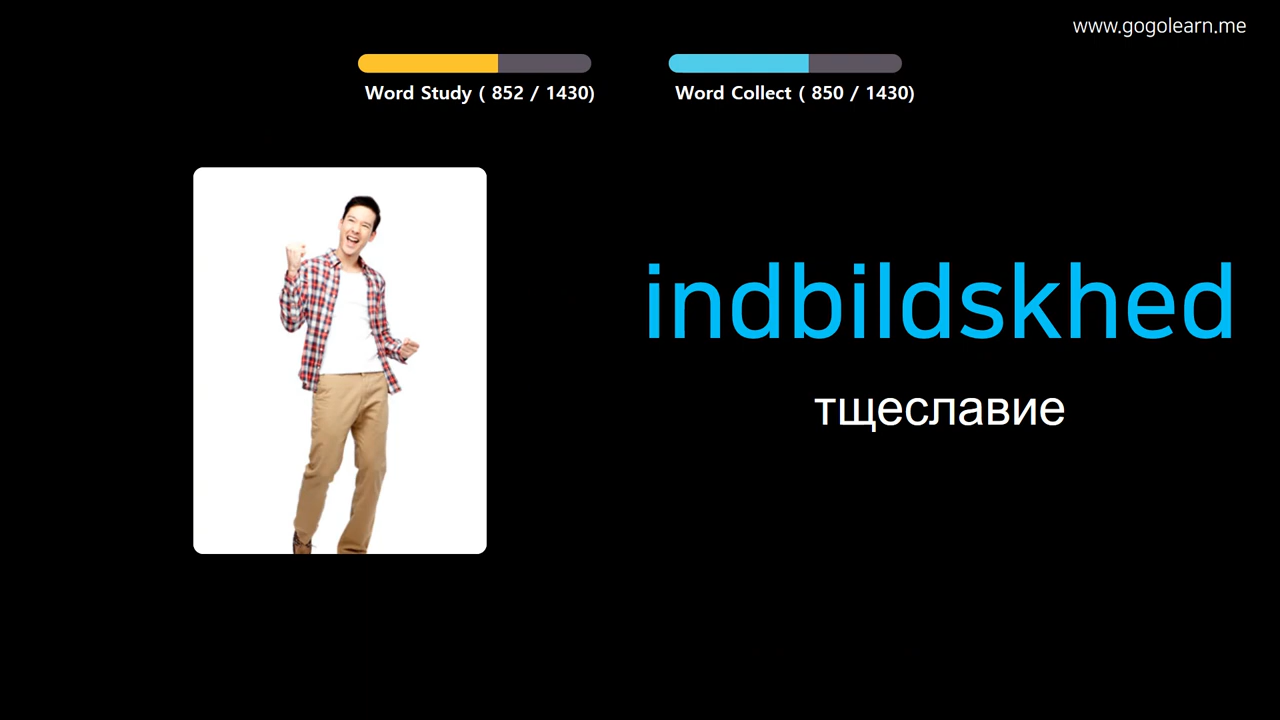 www.gogolearn.me
Word Study ( 852 / 1430)
Word Collect ( 850 / 1430)
indbildskhed
тщеславие